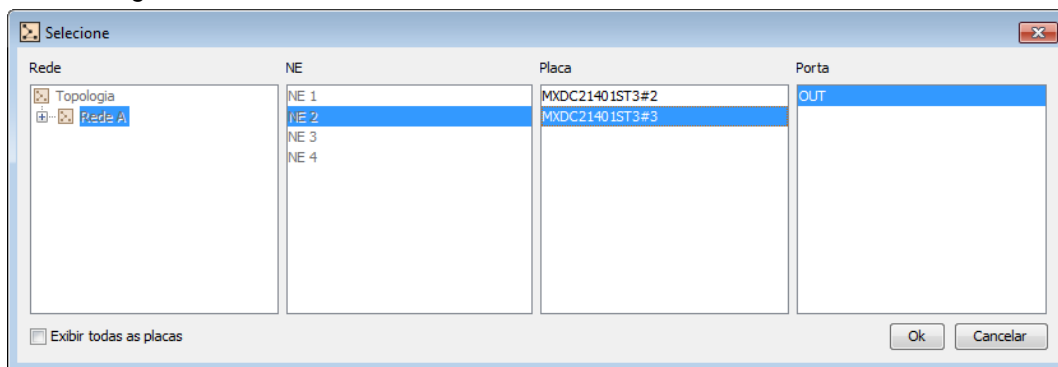 Selecione
Rede
NE
Placa
Porta
Topologia
Rede A
NE 1
NE 2
NE 3
NE 4
MXDC21401ST3#2
MXDC21401ST3#3
OUT
Exibir todas as placas
Ok
Cancelar